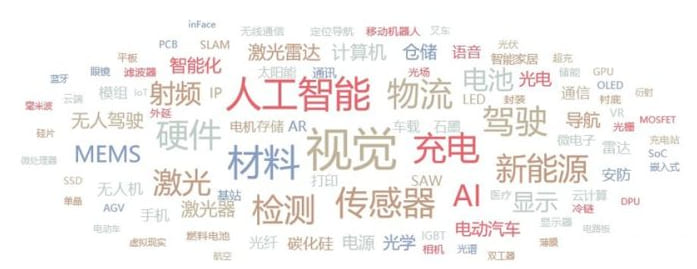 inFace
无线通信 定位导航 移动机器人 叉车
PCB SLAM 激光雷达 计算机 仓储 语音 智能家居 光伏
平板 智能化 太阳能 通讯 光场 电池 光电 超充
蓝牙 眼镜 滤波器 储能 GPU
云端 模组 IoT 射频 IP 人工智能 物流 LED 封装 通信 OLED 衬底 衍射
毫米波 外延 导航 VR 光栅 MOSFET
硅片 无人驾驶 硬件 电机 存储 AR 视觉 车载 石墨 驾驶 微电子 雷达 充电站
微处理器 MEMS 材料 充电 新能源 SoC 嵌入式
SSD 无人机 激光 基站 打印 SAW AI 医疗 安防
单晶 AGV 手机 激光器 检测 传感器 显示 云计算 冷链 DPU
电动车 燃料电池 光纤 碳化硅 电源 光学 IGBT 电动汽车 显示器 电路板
虚拟现实 相机 光谱 薄膜
航空 双工器